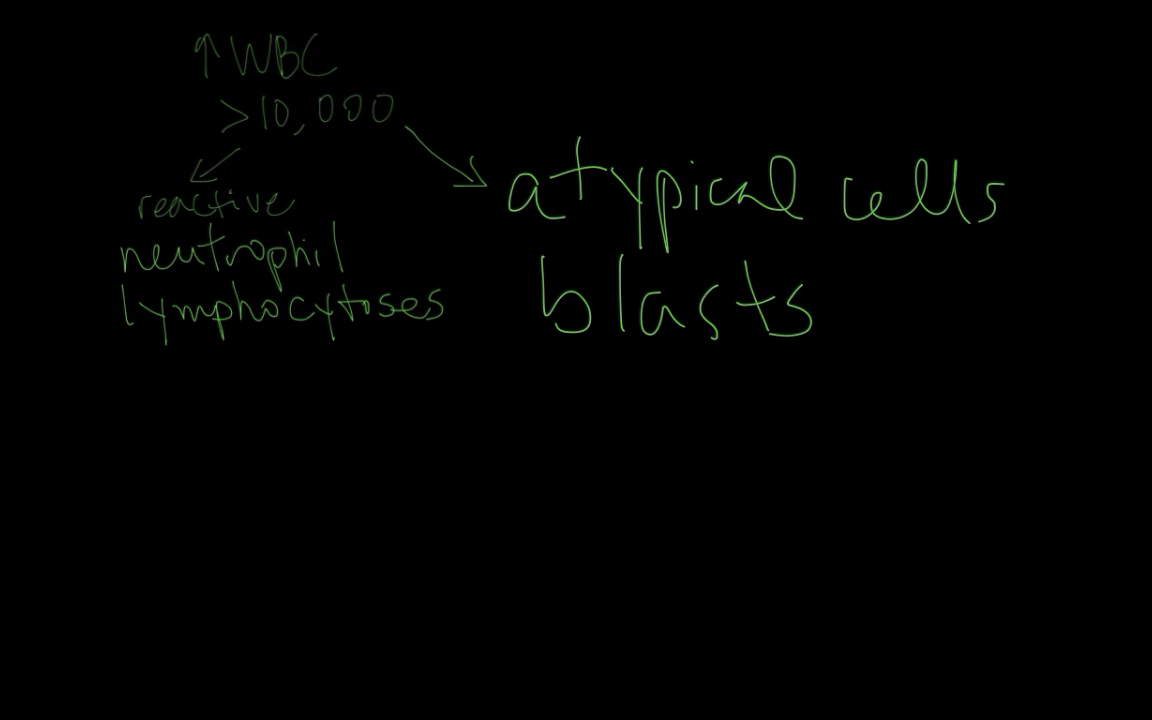 ↑WBC
>10,000
reactive
neutrophil
lymphocytoses
atypical cells
blasts